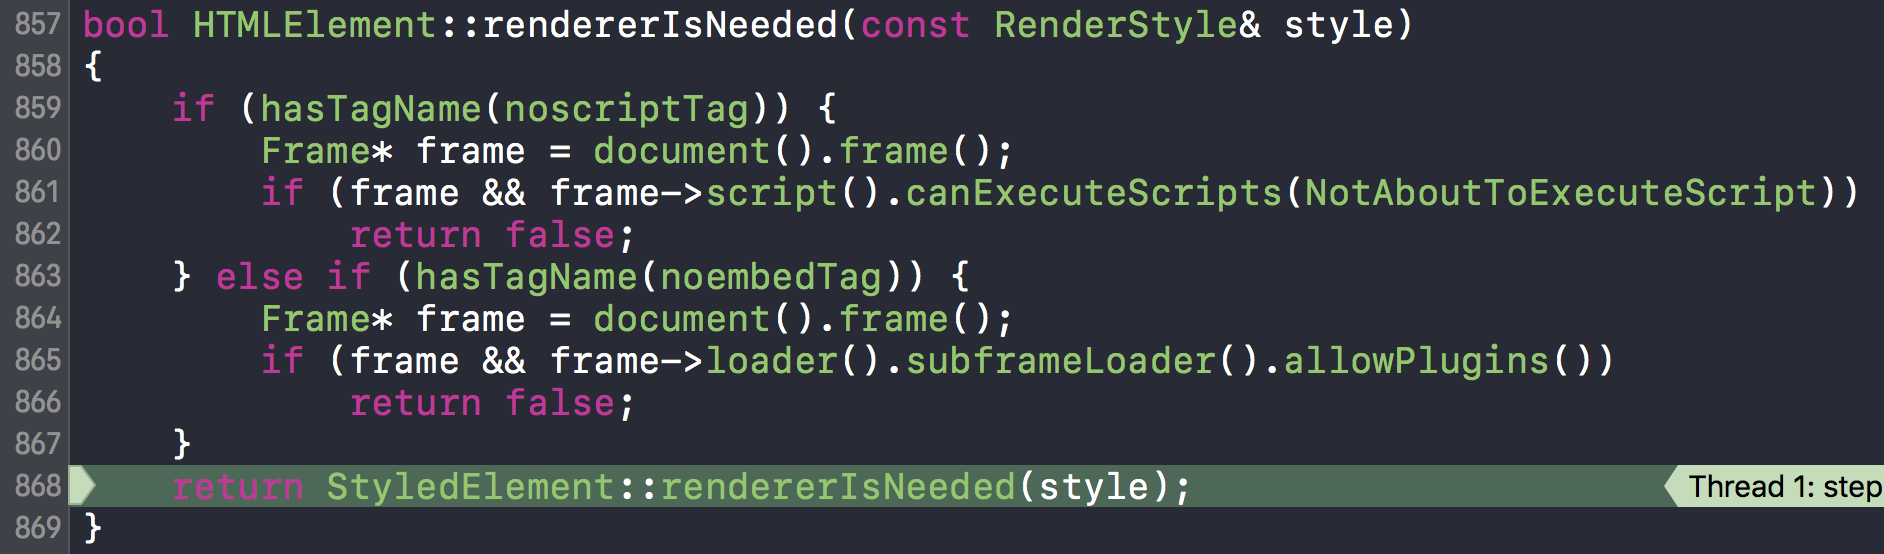 857 bool HTMLElement::rendererIsNeeded(const RenderStyle& style)
858 {
859     if (hasTagName(noscriptTag)) {
860         Frame* frame = document().frame();
861         if (frame && frame->script().canExecuteScripts(NotAboutToExecuteScript))
862             return false;
863     } else if (hasTagName(noembedTag)) {
864         Frame* frame = document().frame();
865         if (frame && frame->loader().subframeLoader().allowPlugins())
866             return false;
867     }
868     return StyledElement::rendererIsNeeded(style); Thread 1: step
869 }